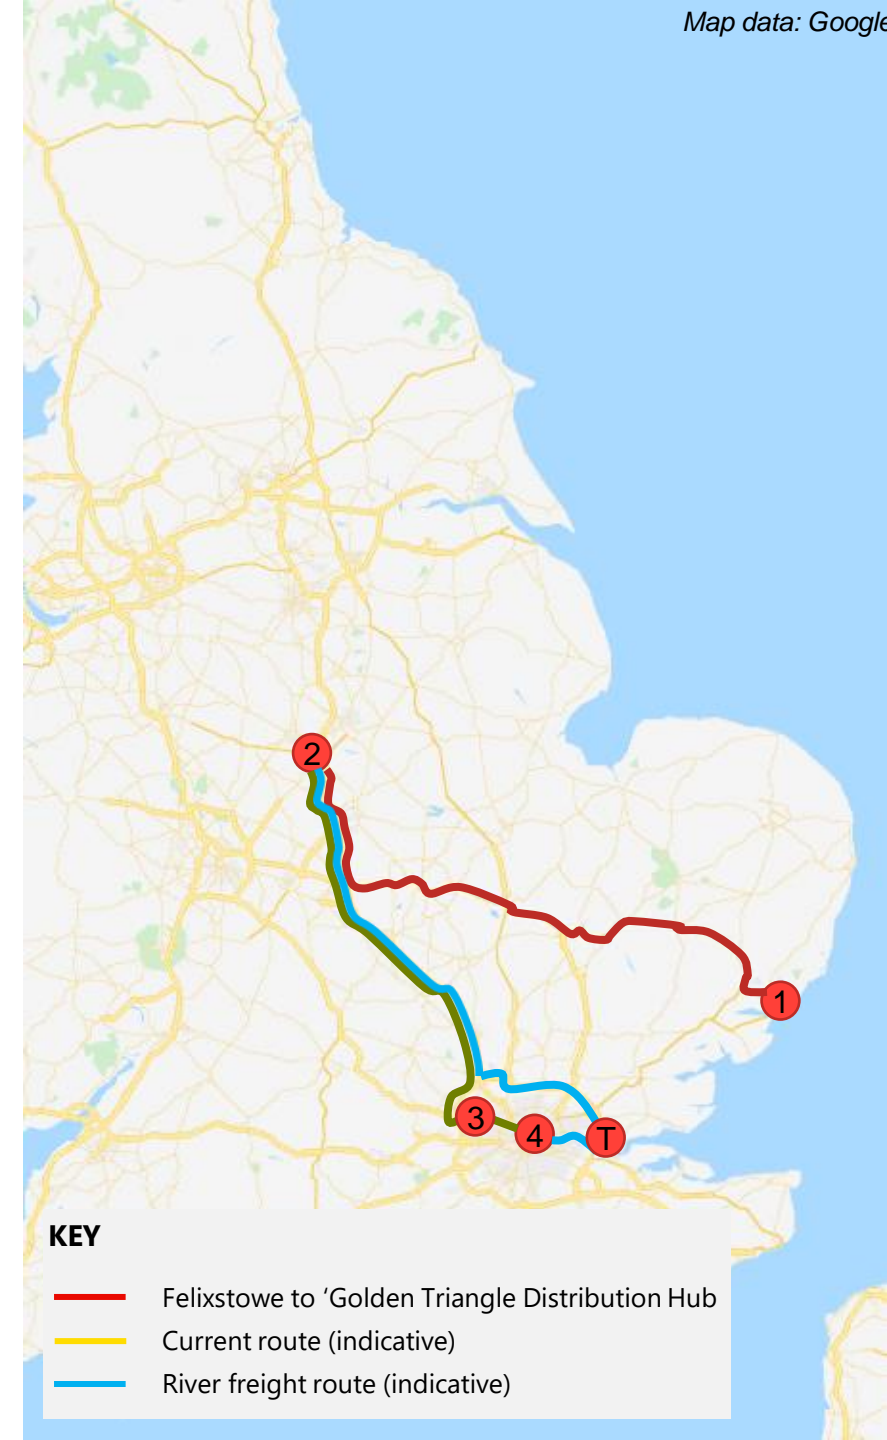 Map data: Google
2
1
3
4
T
KEY
Felixstowe to ‘Golden Triangle Distribution Hub
Current route (indicative)
River freight route (indicative)